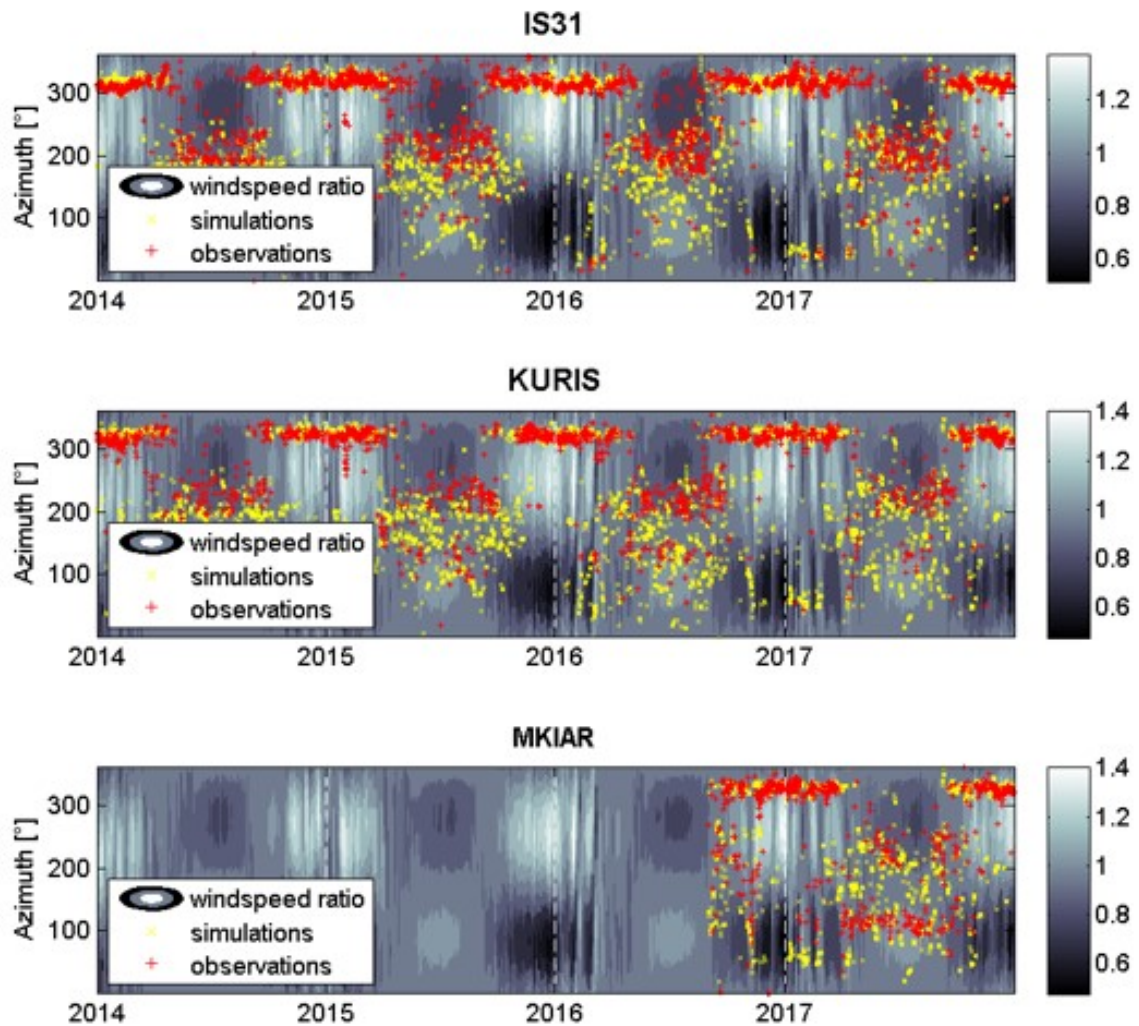 IS31
Azimuth [°]
300
200
100
windspeed ratio
simulations
observations
1.2
1
0.8
0.6
2014 2015 2016 2017
KURIS
Azimuth [°]
300
200
100
windspeed ratio
simulations
observations
1.4
1.2
1
0.8
0.6
2014 2015 2016 2017
MKIAR
Azimuth [°]
300
200
100
windspeed ratio
simulations
observations
1.4
1.2
1
0.8
0.6
2014 2015 2016 2017